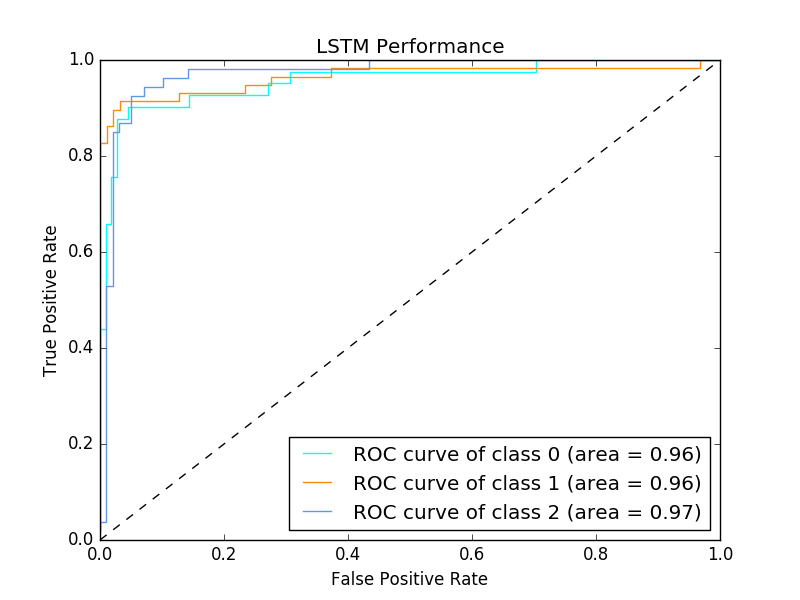 LSTM Performance
1.0
0.8
0.6
0.4
0.2
0.0
True Positive Rate
ROC curve of class 0 (area = 0.96)
ROC curve of class 1 (area = 0.96)
ROC curve of class 2 (area = 0.97)
0.0 0.2 0.4 0.6 0.8 1.0
False Positive Rate